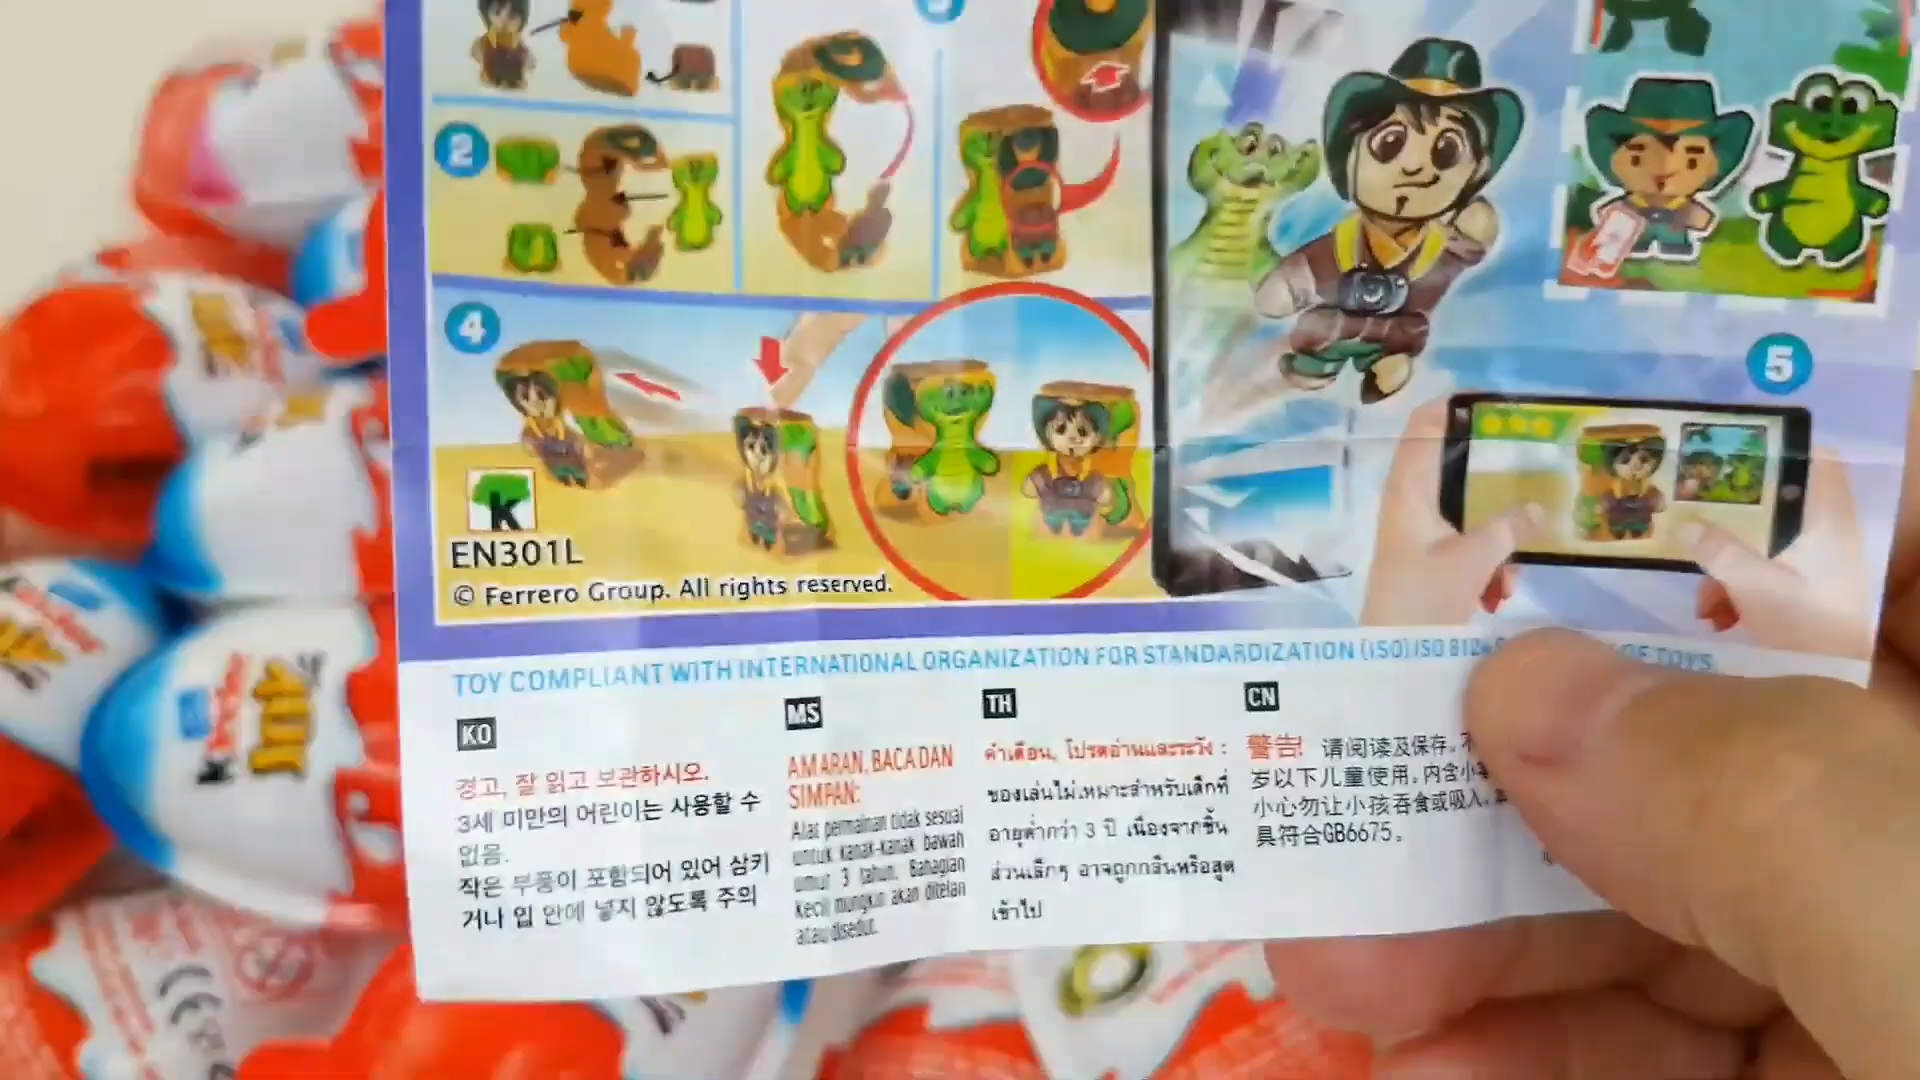 3
2
4
5
K
EN301L
© Ferrero Group. All rights reserved.
TOY COMPLIANT WITH INTERNATIONAL ORGANIZATION FOR STANDARDIZATION (ISO) ISO 8124 OF TOYS.
KO
경고, 잘 읽고 보관하시오.
3세 미만의 어린이는 사용할 수
없음.
작은 부품이 포함되어 있어 삼키
거나 입 안에 넣지 않도록 주의
MS
AMARAN, BACA DAN
SIMPAN:
Alat permainan tidak sesuai
untuk kanak-kanak bawah
umur 3 tahun. Bahagian
kecil mungkin akan ditelan
atau disedut.
TH
คำเตือน, โปรดอ่านและระวัง :
ของเล่นไม่เหมาะสำหรับเด็กที่
อายุต่ำกว่า 3 ปี เนื่องจากชิ้น
ส่วนเล็กๆ อาจถูกกลืนหรือสูด
เข้าไป
CN
警告! 请阅读及保存。不
岁以下儿童使用。内含小
小心勿让小孩吞食或吸入。
具符合GB6675。
Kinder
JOY
CE